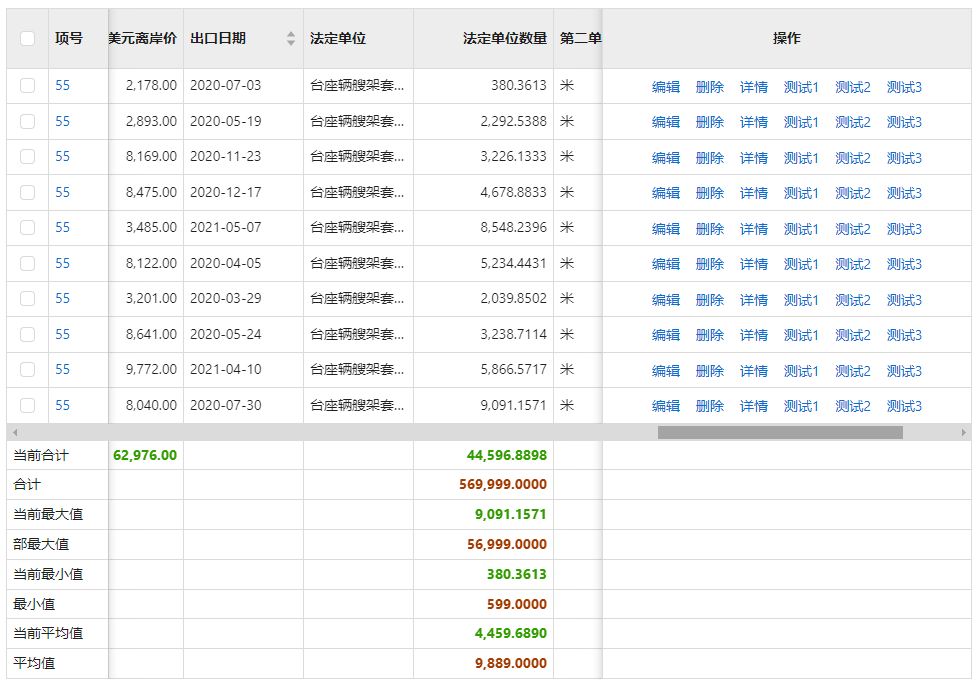 项号 美元离岸价 出口日期 法定单位 法定单位数量 第二单 操作
55 2,178.00 2020-07-03 台座辆艘架套... 380.3613 米 编辑 删除 详情 测试1 测试2 测试3
55 2,893.00 2020-05-19 台座辆艘架套... 2,292.5388 米 编辑 删除 详情 测试1 测试2 测试3
55 8,169.00 2020-11-23 台座辆艘架套... 3,226.1333 米 编辑 删除 详情 测试1 测试2 测试3
55 8,475.00 2020-12-17 台座辆艘架套... 4,678.8833 米 编辑 删除 详情 测试1 测试2 测试3
55 3,485.00 2021-05-07 台座辆艘架套... 8,548.2396 米 编辑 删除 详情 测试1 测试2 测试3
55 8,122.00 2020-04-05 台座辆艘架套... 5,234.4431 米 编辑 删除 详情 测试1 测试2 测试3
55 3,201.00 2020-03-29 台座辆艘架套... 2,039.8502 米 编辑 删除 详情 测试1 测试2 测试3
55 8,641.00 2020-05-24 台座辆艘架套... 3,238.7114 米 编辑 删除 详情 测试1 测试2 测试3
55 9,772.00 2021-04-10 台座辆艘架套... 5,866.5717 米 编辑 删除 详情 测试1 测试2 测试3
55 8,040.00 2020-07-30 台座辆艘架套... 9,091.1571 米 编辑 删除 详情 测试1 测试2 测试3
当前合计 62,976.00 44,596.8898
合计 569,999.0000
当前最大值 9,091.1571
部最大值 56,999.0000
当前最小值 380.3613
最小值 599.0000
当前平均值 4,459.6890
平均值 9,889.0000